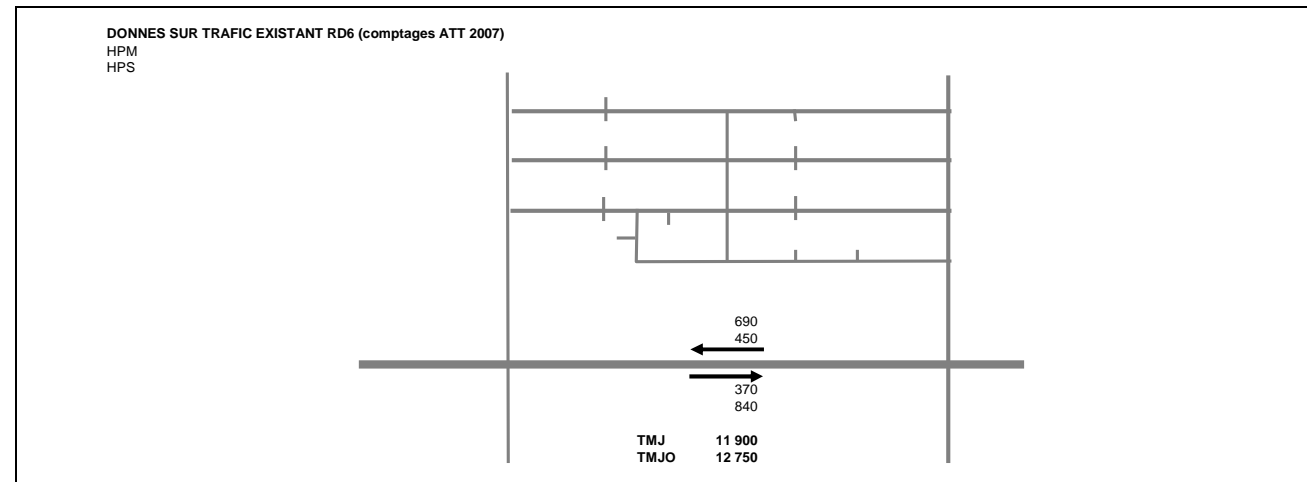 DONNES SUR TRAFIC EXISTANT RD6 (comptages ATT 2007)
HPM
HPS
690
450
370
840
TMJ 11 900
TMJO 12 750